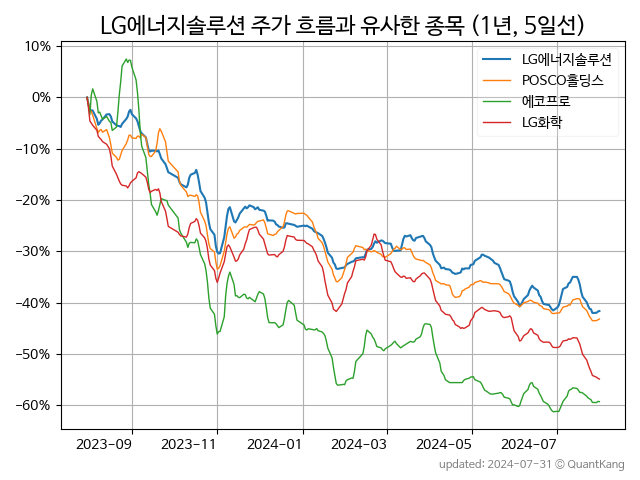 LG에너지솔루션 주가 흐름과 유사한 종목 (1년, 5일선)
10%
0%
−10%
−20%
−30%
−40%
−50%
−60%
LG에너지솔루션
POSCO홀딩스
에코프로
LG화학
2023-09
2023-11
2024-01
2024-03
2024-05
2024-07
updated: 2024-07-31 © QuantKang